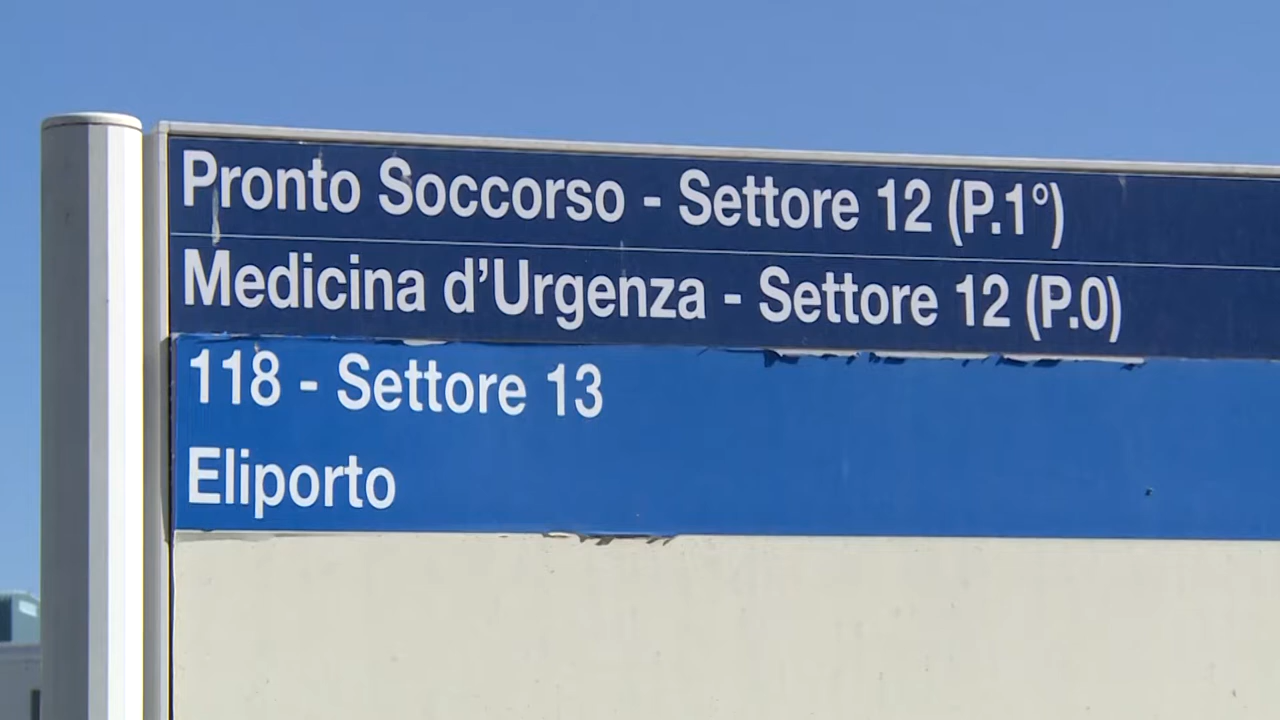 Pronto Soccorso - Settore 12 (P.1°)
Medicina d’Urgenza - Settore 12 (P.0)
118 - Settore 13
Eliporto